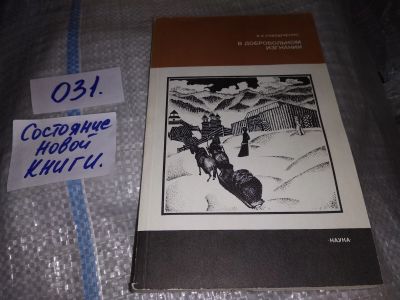 031.
Состояние
новой
книги.
В ДОБРОВОЛЬНОМ
ИЗГНАНИИ
·НАУКА·